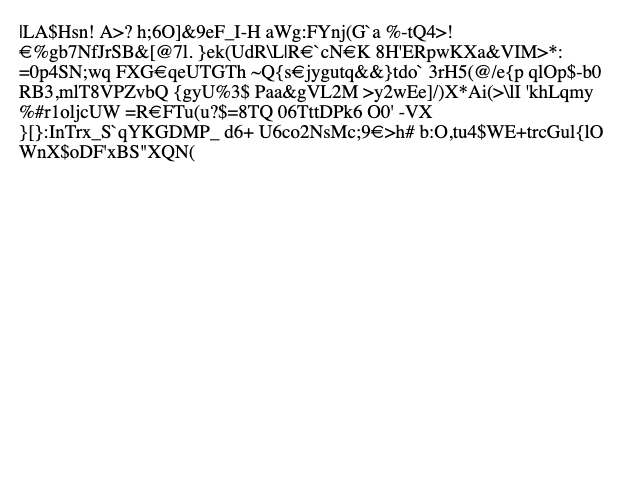 |LA$Hsn! A>? h;6O]&9eF_I-H aWg:FYnj(G`a %-tQ4>!
€%gb7NfJrSB&[@7l. }ek(UdR\L|R€`cN€K 8H'ERpwKXa&VIM>*:
=0p4SN;wq FXG€qeUTGTh ~Q{s€jygutq&&}tdo` 3rH5(@/e{p qlOp$-b0
RB3,mlT8VPZvbQ {gyU%3$ Paa&gVL2M >y2wEe]/)X*Ai(>\lI 'khLqmy
%#r1oljcUW =R€FTu(u?$=8TQ 06TttDPk6 O0' -VX
}[}:InTrx_S`qYKGDMP_ d6+ U6co2NsMc;9€>h# b:O,tu4$WE+trcGul{lO
WnX$oDF'xBS"XQN(